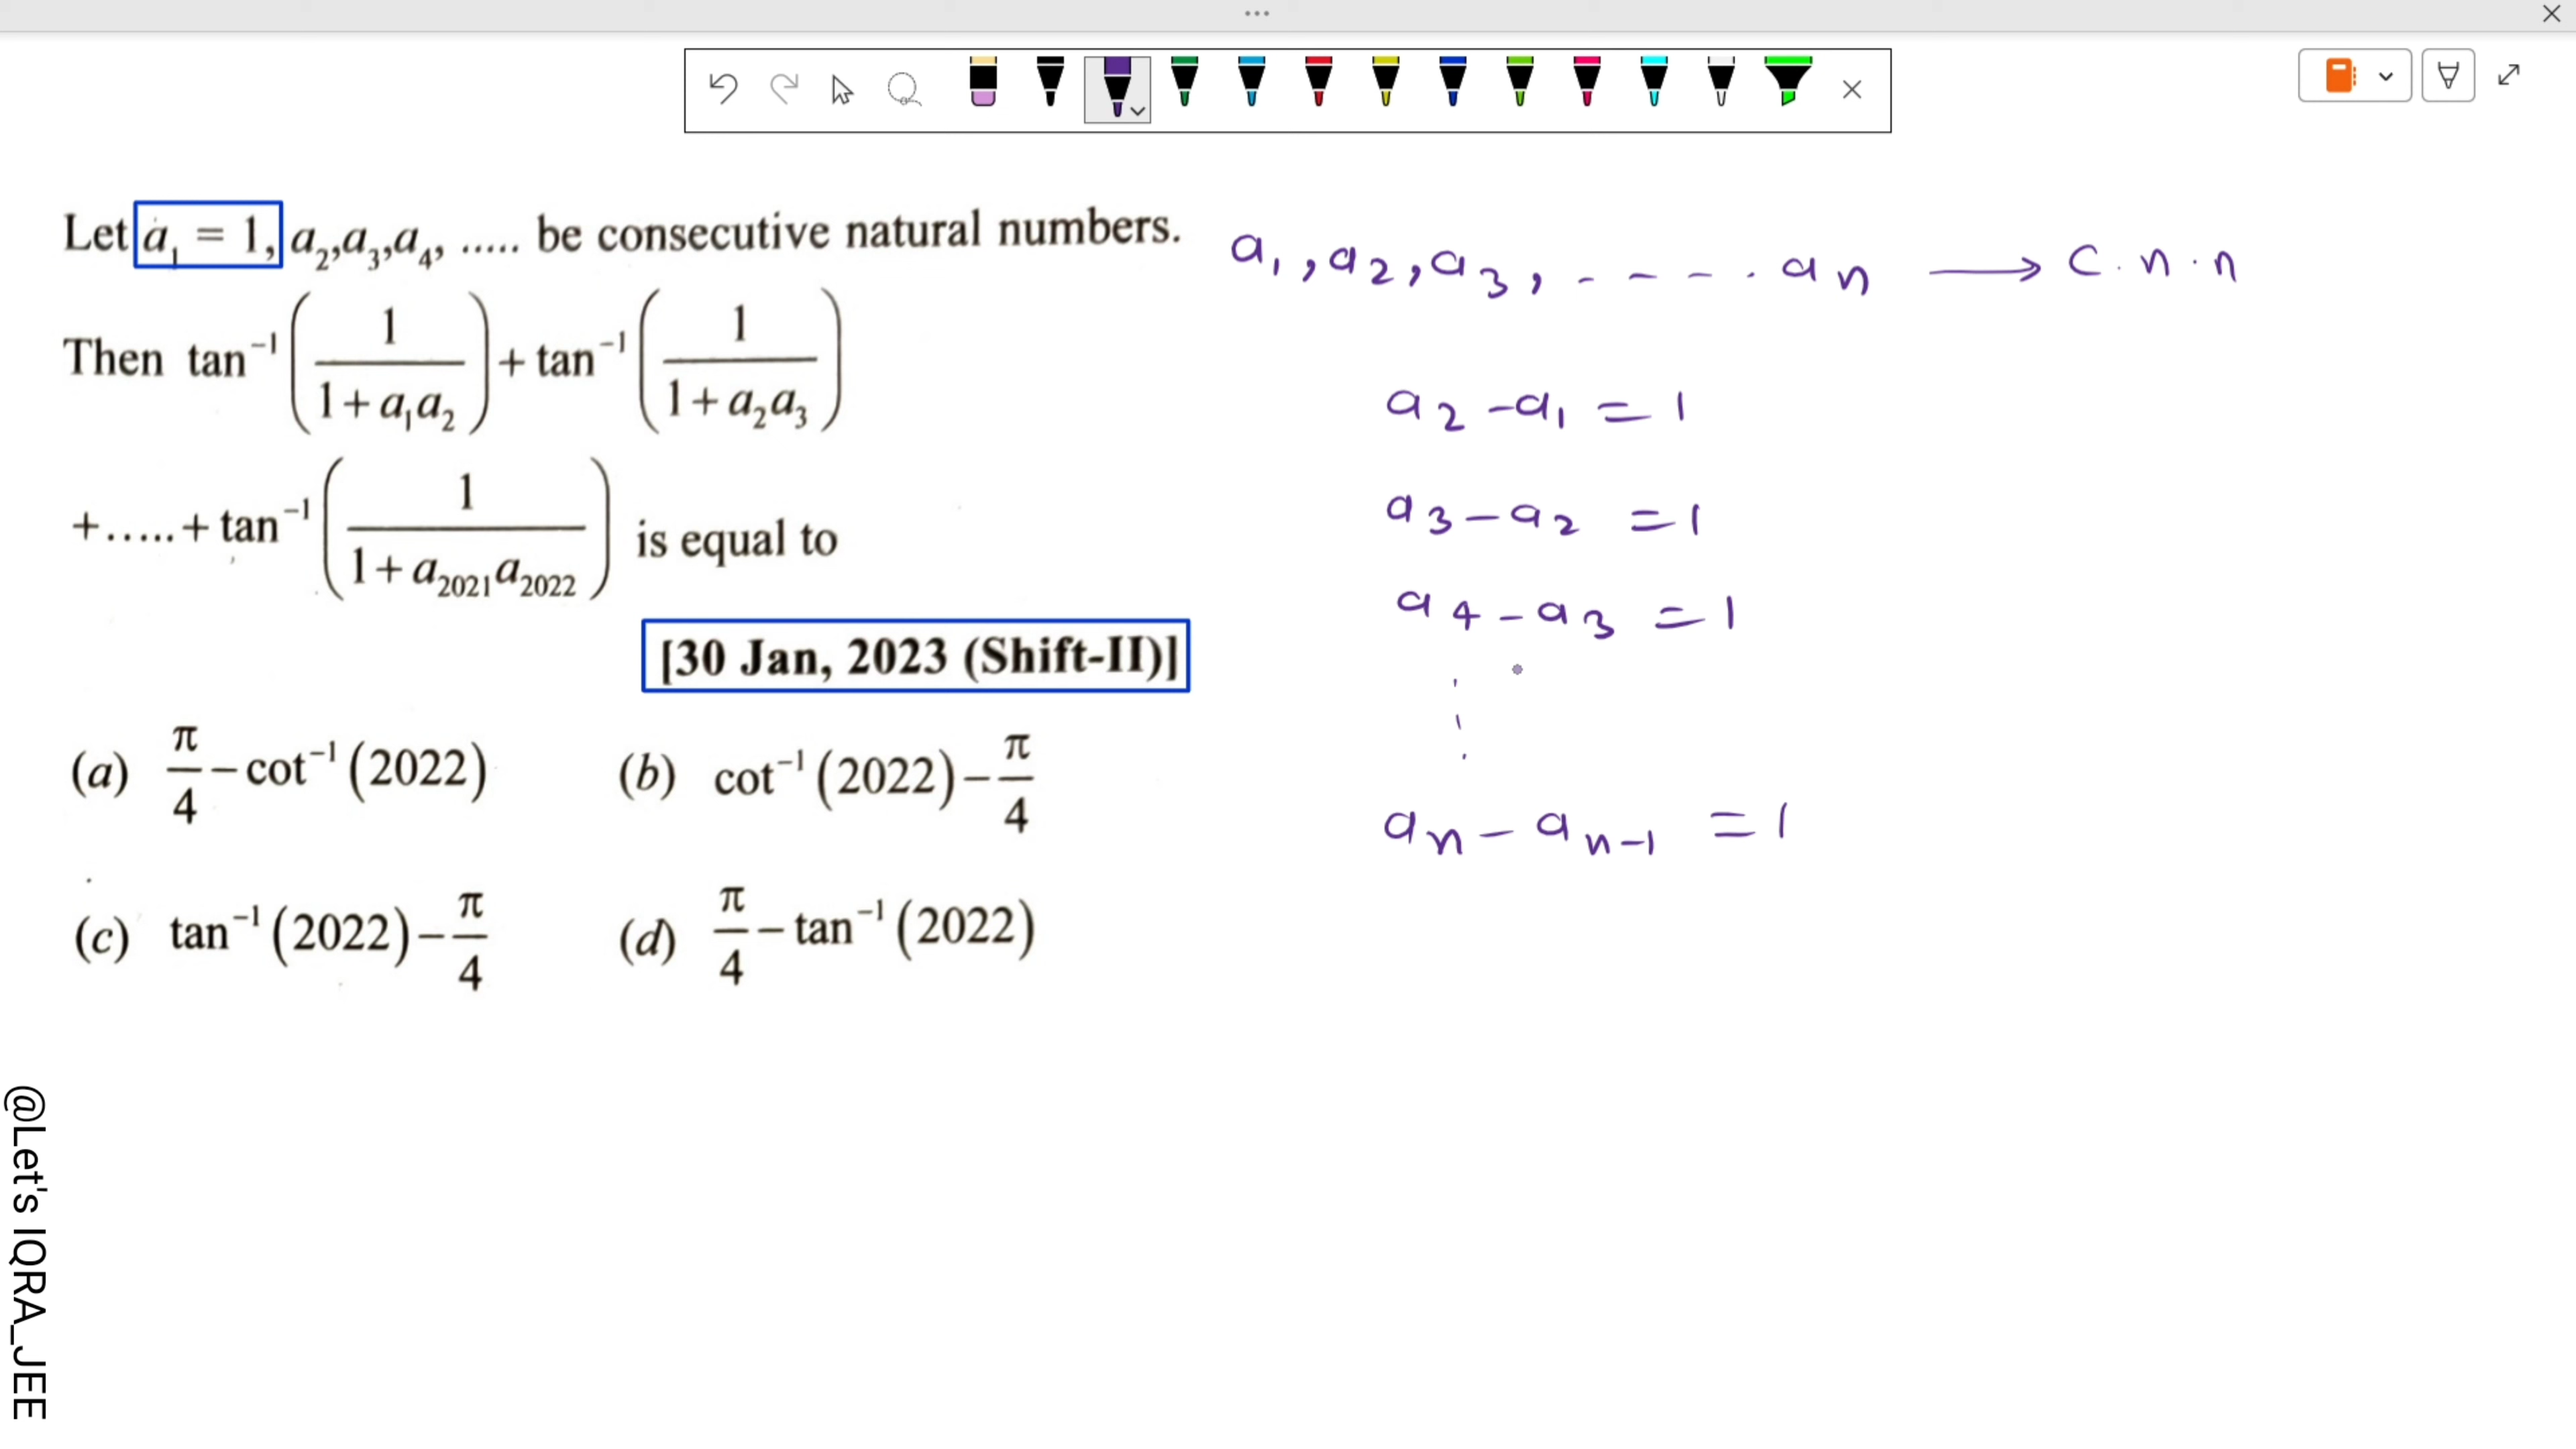 Let a₁ = 1, a₂,a₃,a₄, ..... be consecutive natural numbers.
Then tan⁻¹(1/(1+a₁a₂)) + tan⁻¹(1/(1+a₂a₃))
+.....+ tan⁻¹(1/(1+a₂₀₂₁a₂₀₂₂)) is equal to
[30 Jan, 2023 (Shift-II)]
(a) π/4 – cot⁻¹(2022) (b) cot⁻¹(2022) – π/4
(c) tan⁻¹(2022) – π/4 (d) π/4 – tan⁻¹(2022)
a₁, a₂, a₃, - - - . aₙ ⟶ C.n.n
a₂ - a₁ = 1
a₃ - a₂ = 1
a₄ - a₃ = 1
aₙ - aₙ₋₁ = 1
@Let's IQRA_JEE